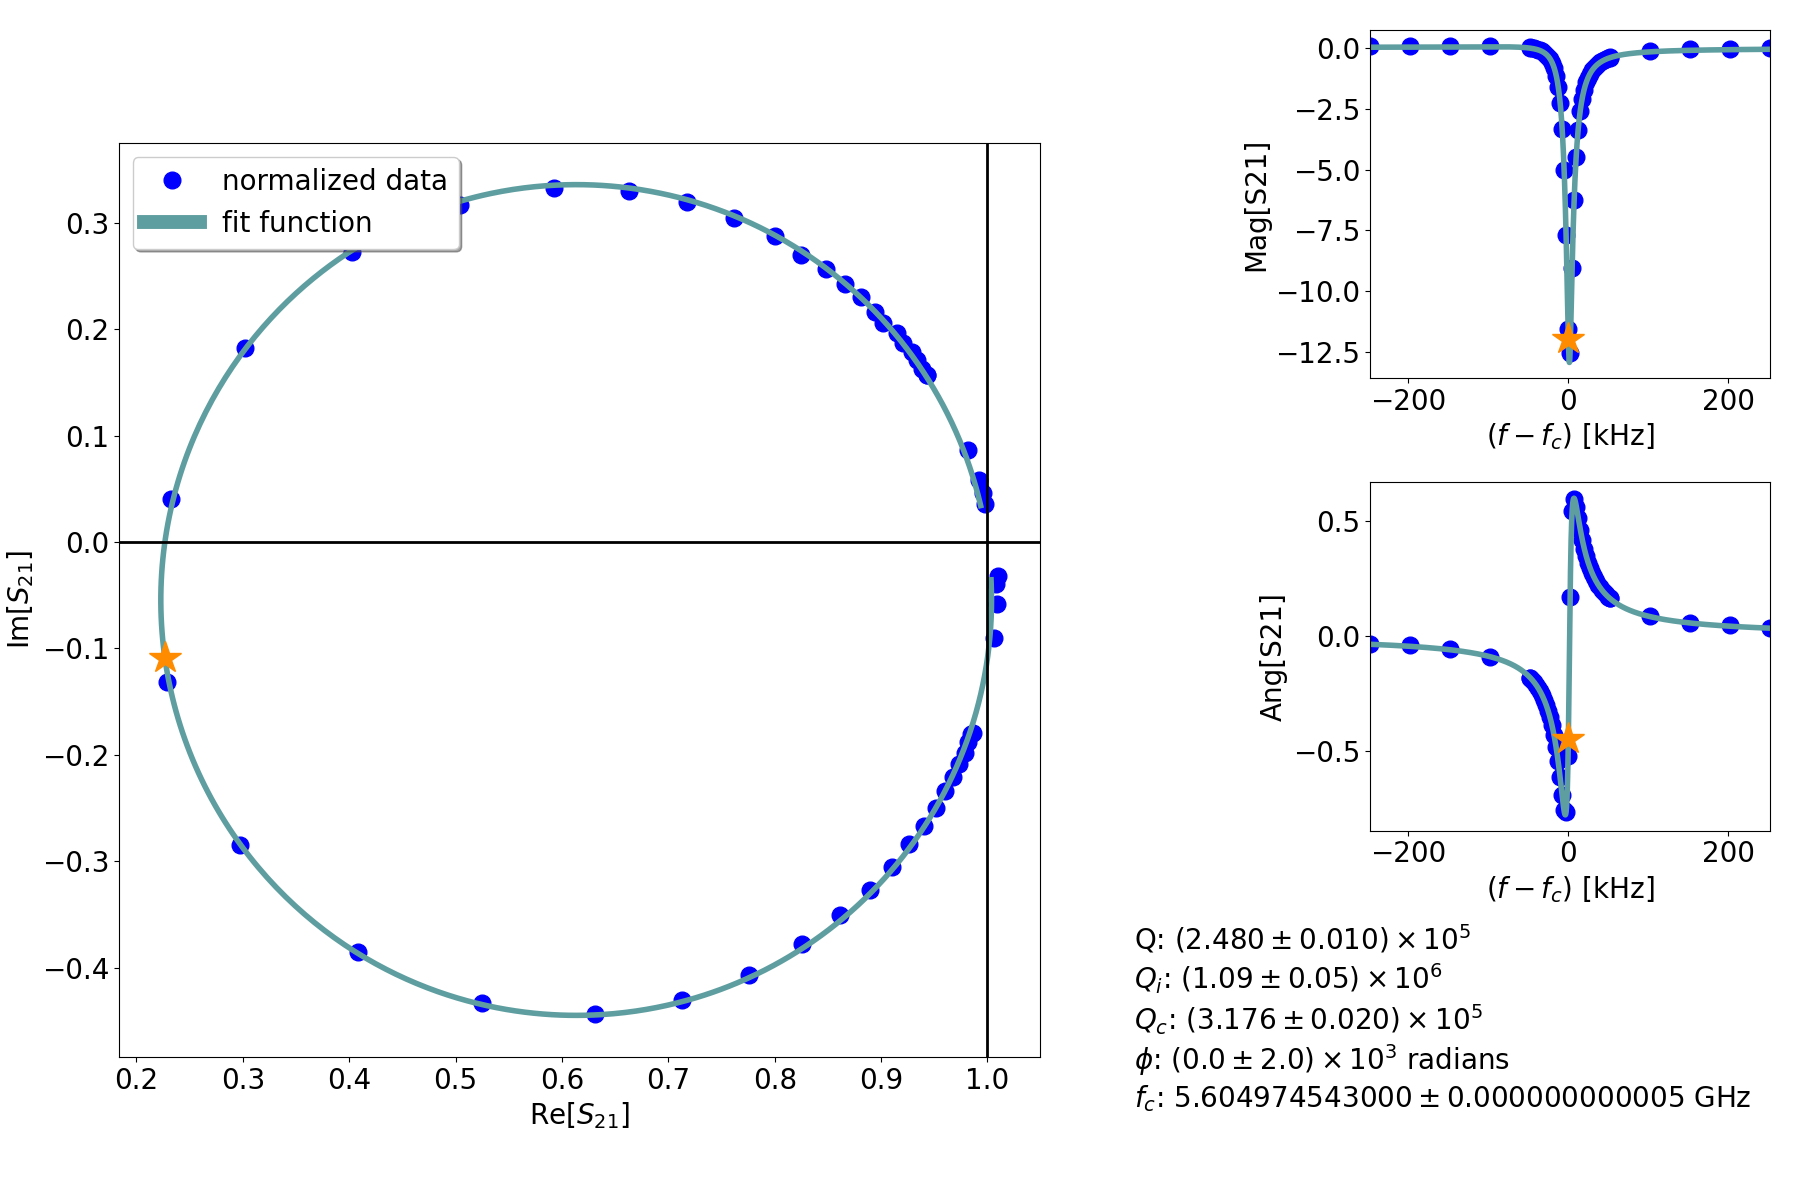 normalized data
fit function
0.3
0.2
0.1
0.0
−0.1
−0.2
−0.3
−0.4
Im[S21]
0.2 0.3 0.4 0.5 0.6 0.7 0.8 0.9 1.0
Re[S21]
0.0
−2.5
−5.0
−7.5
−10.0
−12.5
Mag[S21]
−200 0 200
(f − fc) [kHz]
0.5
0.0
−0.5
Ang[S21]
−200 0 200
(f − fc) [kHz]
Q: (2.480 ± 0.010) × 10^5
Qi: (1.09 ± 0.05) × 10^6
Qc: (3.176 ± 0.020) × 10^5
ϕ: (0.0 ± 2.0) × 10^3 radians
fc: 5.604974543000 ± 0.000000000005 GHz